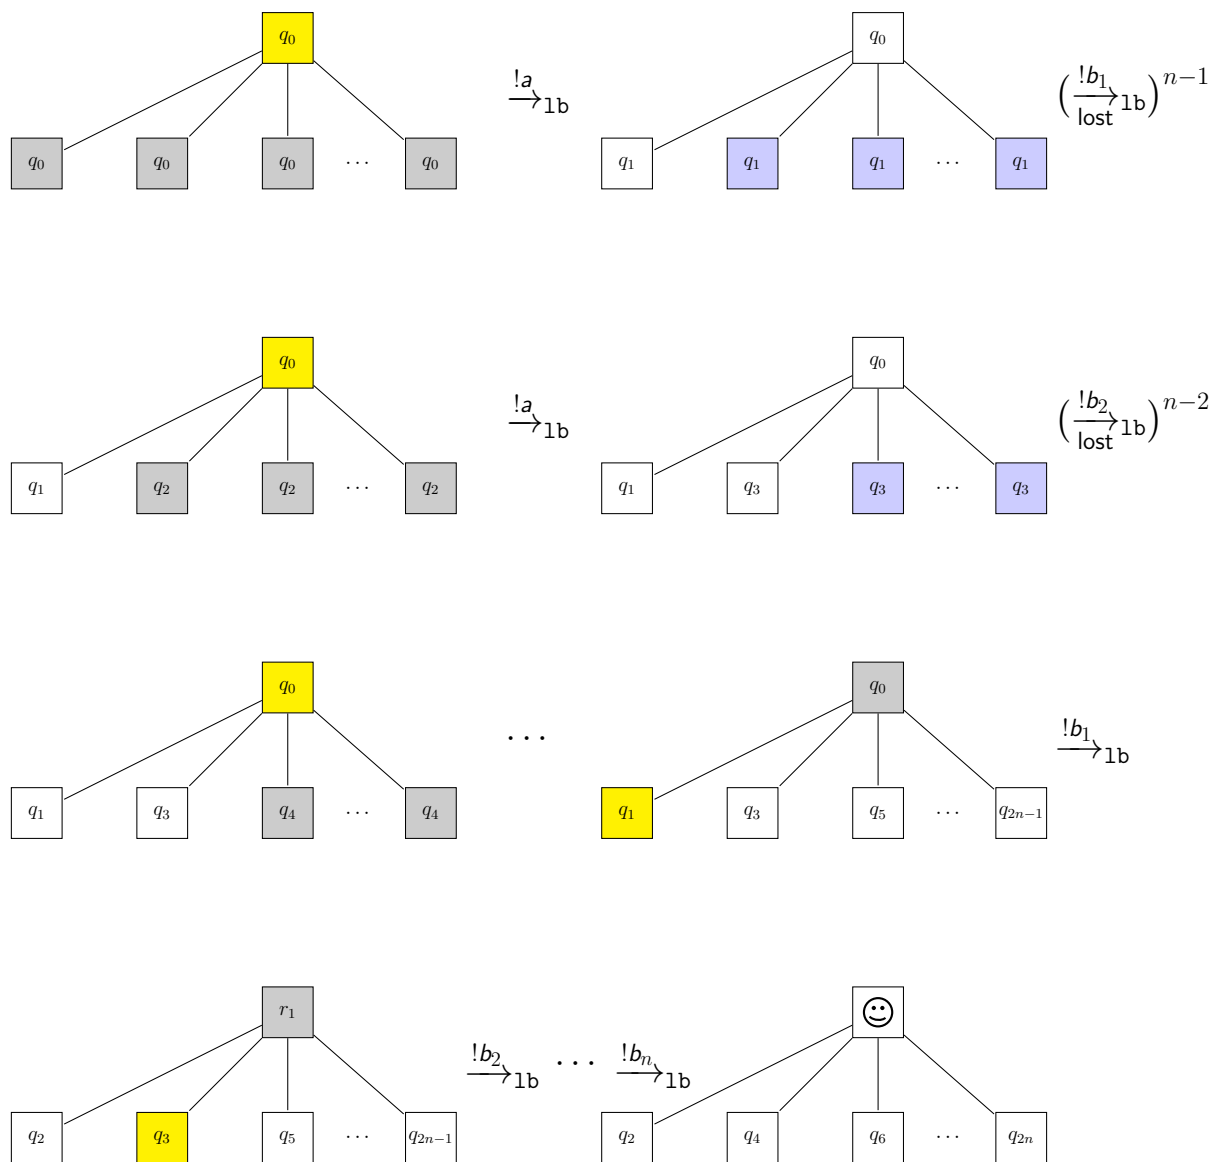 q₀ q₀
!a →lb (!b₁ →lb lost)ⁿ⁻¹
q₀ q₀ q₀ ⋯ q₀ q₁ q₁ q₁ ⋯ q₁
q₀ q₀
!a →lb (!b₂ →lb lost)ⁿ⁻²
q₁ q₂ q₂ ⋯ q₂ q₁ q₃ q₃ ⋯ q₃
q₀ q₀
⋯ !b₁ →lb
q₁ q₃ q₄ ⋯ q₄ q₁ q₃ q₅ ⋯ q₂ₙ₋₁
r₁ ☺
!b₂ →lb ⋯ !bₙ →lb
q₂ q₃ q₅ ⋯ q₂ₙ₋₁ q₂ q₄ q₆ ⋯ q₂ₙ